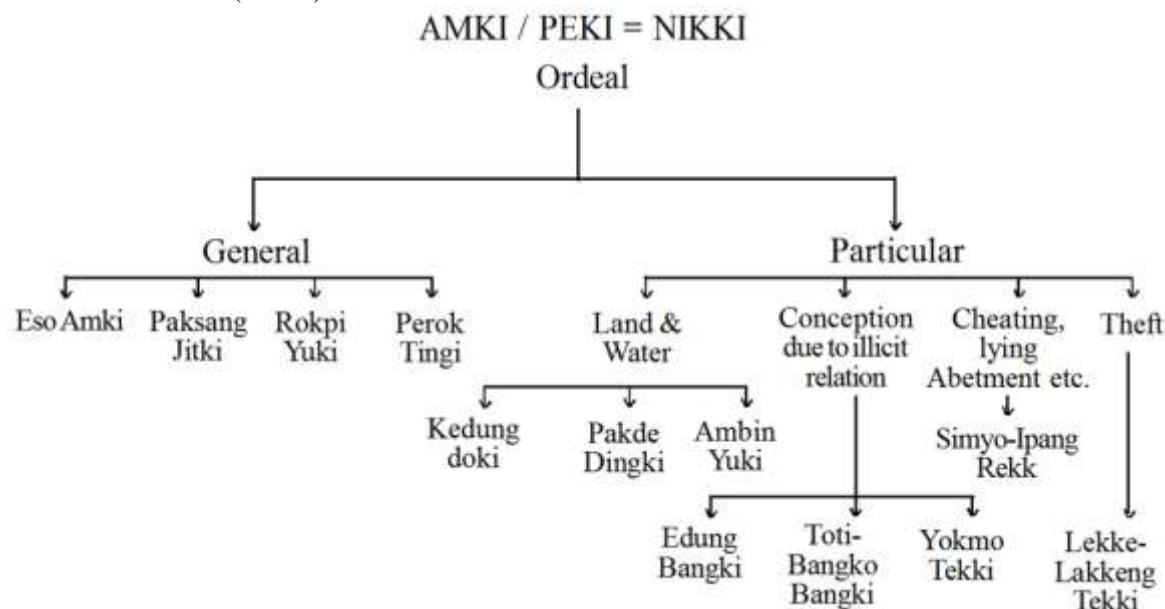 AMKI / PEKI = NIKKI
Ordeal
General
Particular
Eso Amki
Paksang
Jitki
Rokpi
Yuki
Perok
Tingi
Land &
Water
Conception
due to illicit
relation
Cheating,
lying
Abetment etc.
Theft
Kedung
doki
Pakde
Dingki
Ambin
Yuki
Simyo-Ipang
Rekk
Edung
Bangki
Toti-
Bangko
Bangki
Yokmo
Tekki
Lekke-
Lakkeng
Tekki